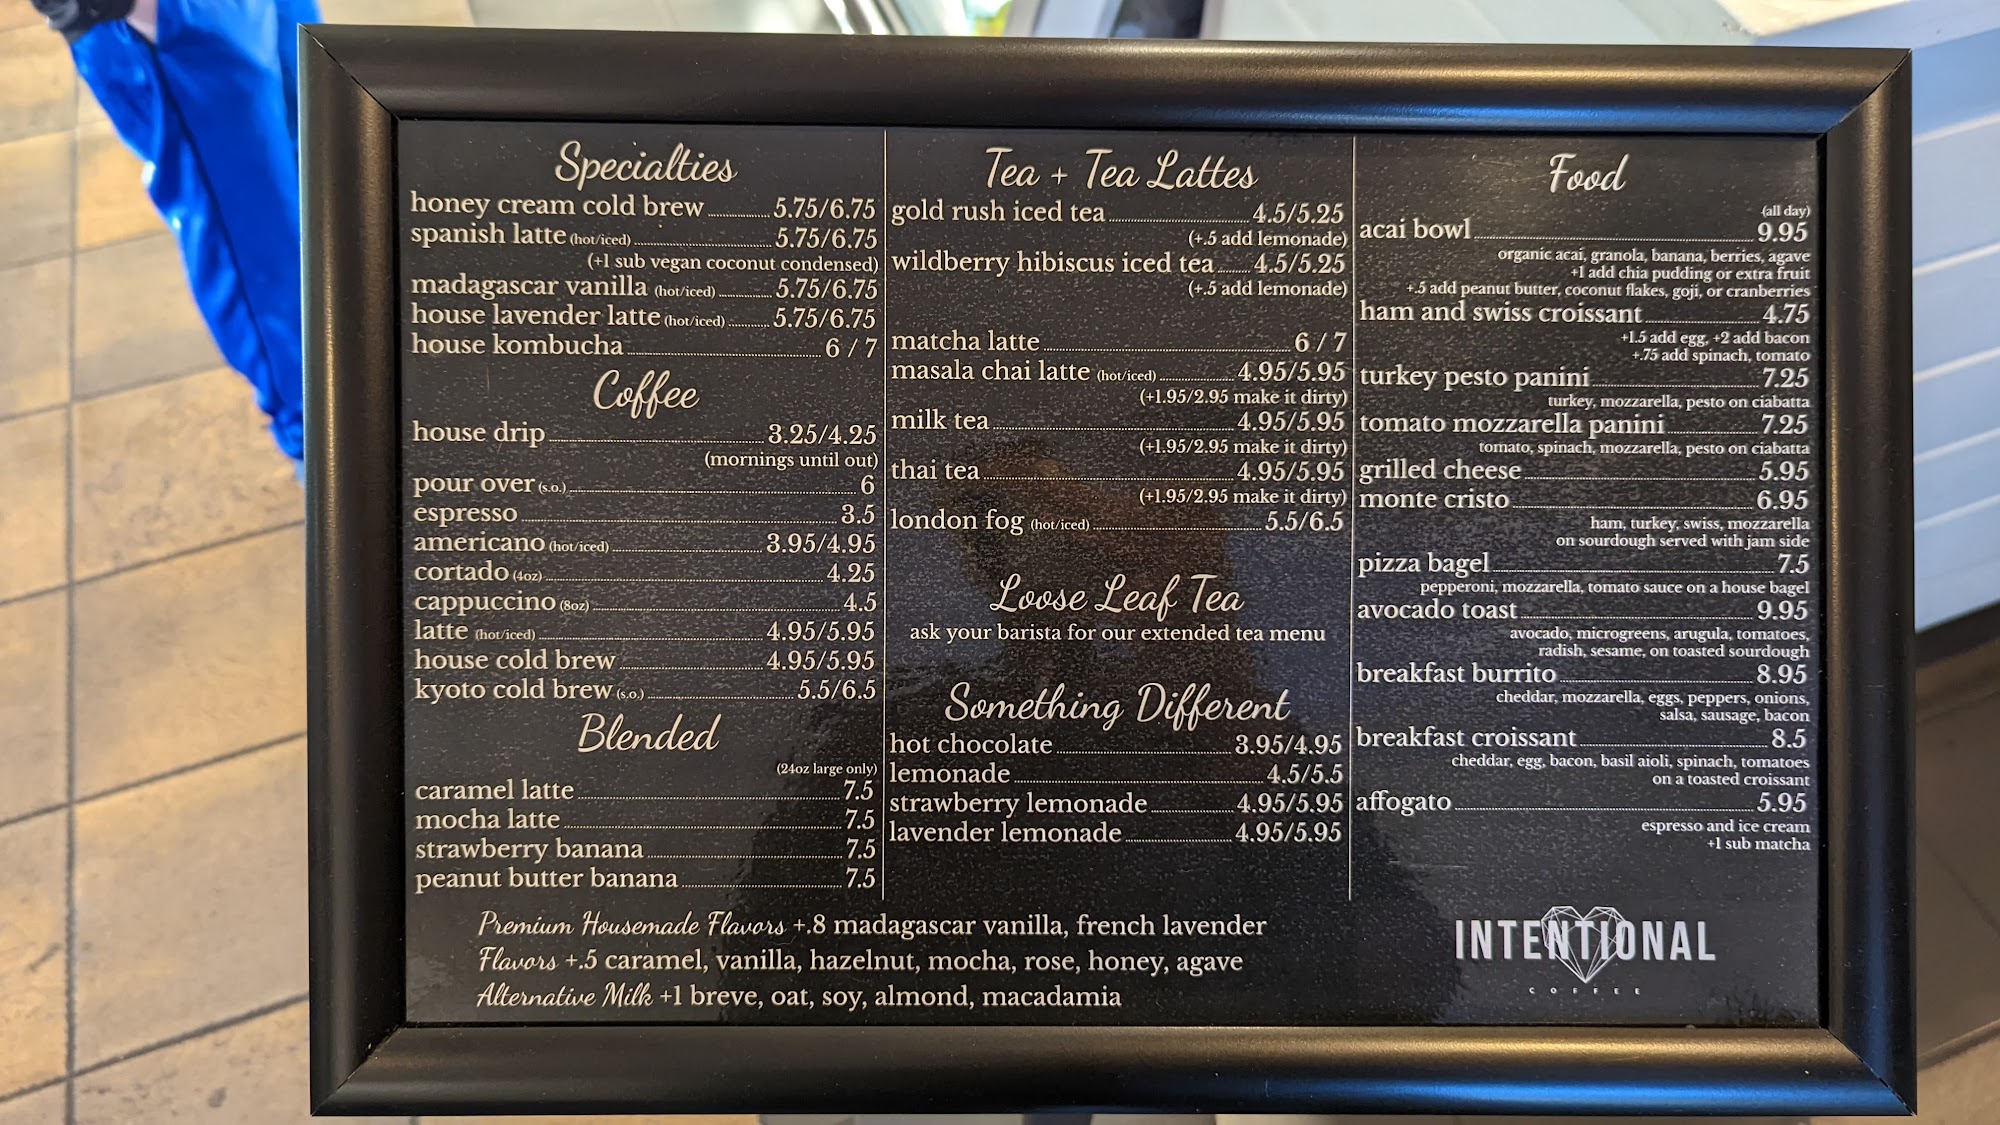 Specialties
honey cream cold brew 5.75/6.75
spanish latte (hot/iced) 5.75/6.75
(+1 sub vegan coconut condensed)
madagascar vanilla (hot/iced) 5.75/6.75
house lavender latte (hot/iced) 5.75/6.75
house kombucha 6 / 7
Coffee
house drip 3.25/4.25
(mornings until out)
pour over (s.o.) 6
espresso 3.5
americano (hot/iced) 3.95/4.95
cortado (4oz) 4.25
cappuccino (8oz) 4.5
latte (hot/iced) 4.95/5.95
house cold brew 4.95/5.95
kyoto cold brew (s.o.) 5.5/6.5
Blended
(24oz large only)
caramel latte 7.5
mocha latte 7.5
strawberry banana 7.5
peanut butter banana 7.5
Tea + Tea Lattes
gold rush iced tea 4.5/5.25
(+.5 add lemonade)
wildberry hibiscus iced tea 4.5/5.25
(+.5 add lemonade)
matcha latte 6 / 7
masala chai latte (hot/iced) 4.95/5.95
(+1.95/2.95 make it dirty)
milk tea 4.95/5.95
(+1.95/2.95 make it dirty)
thai tea 4.95/5.95
(+1.95/2.95 make it dirty)
london fog (hot/iced) 5.5/6.5
Loose Leaf Tea
ask your barista for our extended tea menu
Something Different
hot chocolate 3.95/4.95
lemonade 4.5/5.5
strawberry lemonade 4.95/5.95
lavender lemonade 4.95/5.95
Food
(all day)
acai bowl 9.95
organic acai, granola, banana, berries, agave
+1 add chia pudding or extra fruit
+.5 add peanut butter, coconut flakes, goji, or cranberries
ham and swiss croissant 4.75
+1.5 add egg, +2 add bacon
+.75 add spinach, tomato
turkey pesto panini 7.25
turkey, mozzarella, pesto on ciabatta
tomato mozzarella panini 7.25
tomato, spinach, mozzarella, pesto on ciabatta
grilled cheese 5.95
monte cristo 6.95
ham, turkey, swiss, mozzarella
on sourdough served with jam side
pizza bagel 7.5
pepperoni, mozzarella, tomato sauce on a house bagel
avocado toast 9.95
avocado, microgreens, arugula, tomatoes,
radish, sesame, on toasted sourdough
breakfast burrito 8.95
cheddar, mozzarella, eggs, peppers, onions,
salsa, sausage, bacon
breakfast croissant 8.5
cheddar, egg, bacon, basil aioli, spinach, tomatoes
on a toasted croissant
affogato 5.95
espresso and ice cream
+1 sub matcha
Premium Housemade Flavors +.8 madagascar vanilla, french lavender
Flavors +.5 caramel, vanilla, hazelnut, mocha, rose, honey, agave
Alternative Milk +1 breve, oat, soy, almond, macadamia
INTENTIONAL
COFFEE